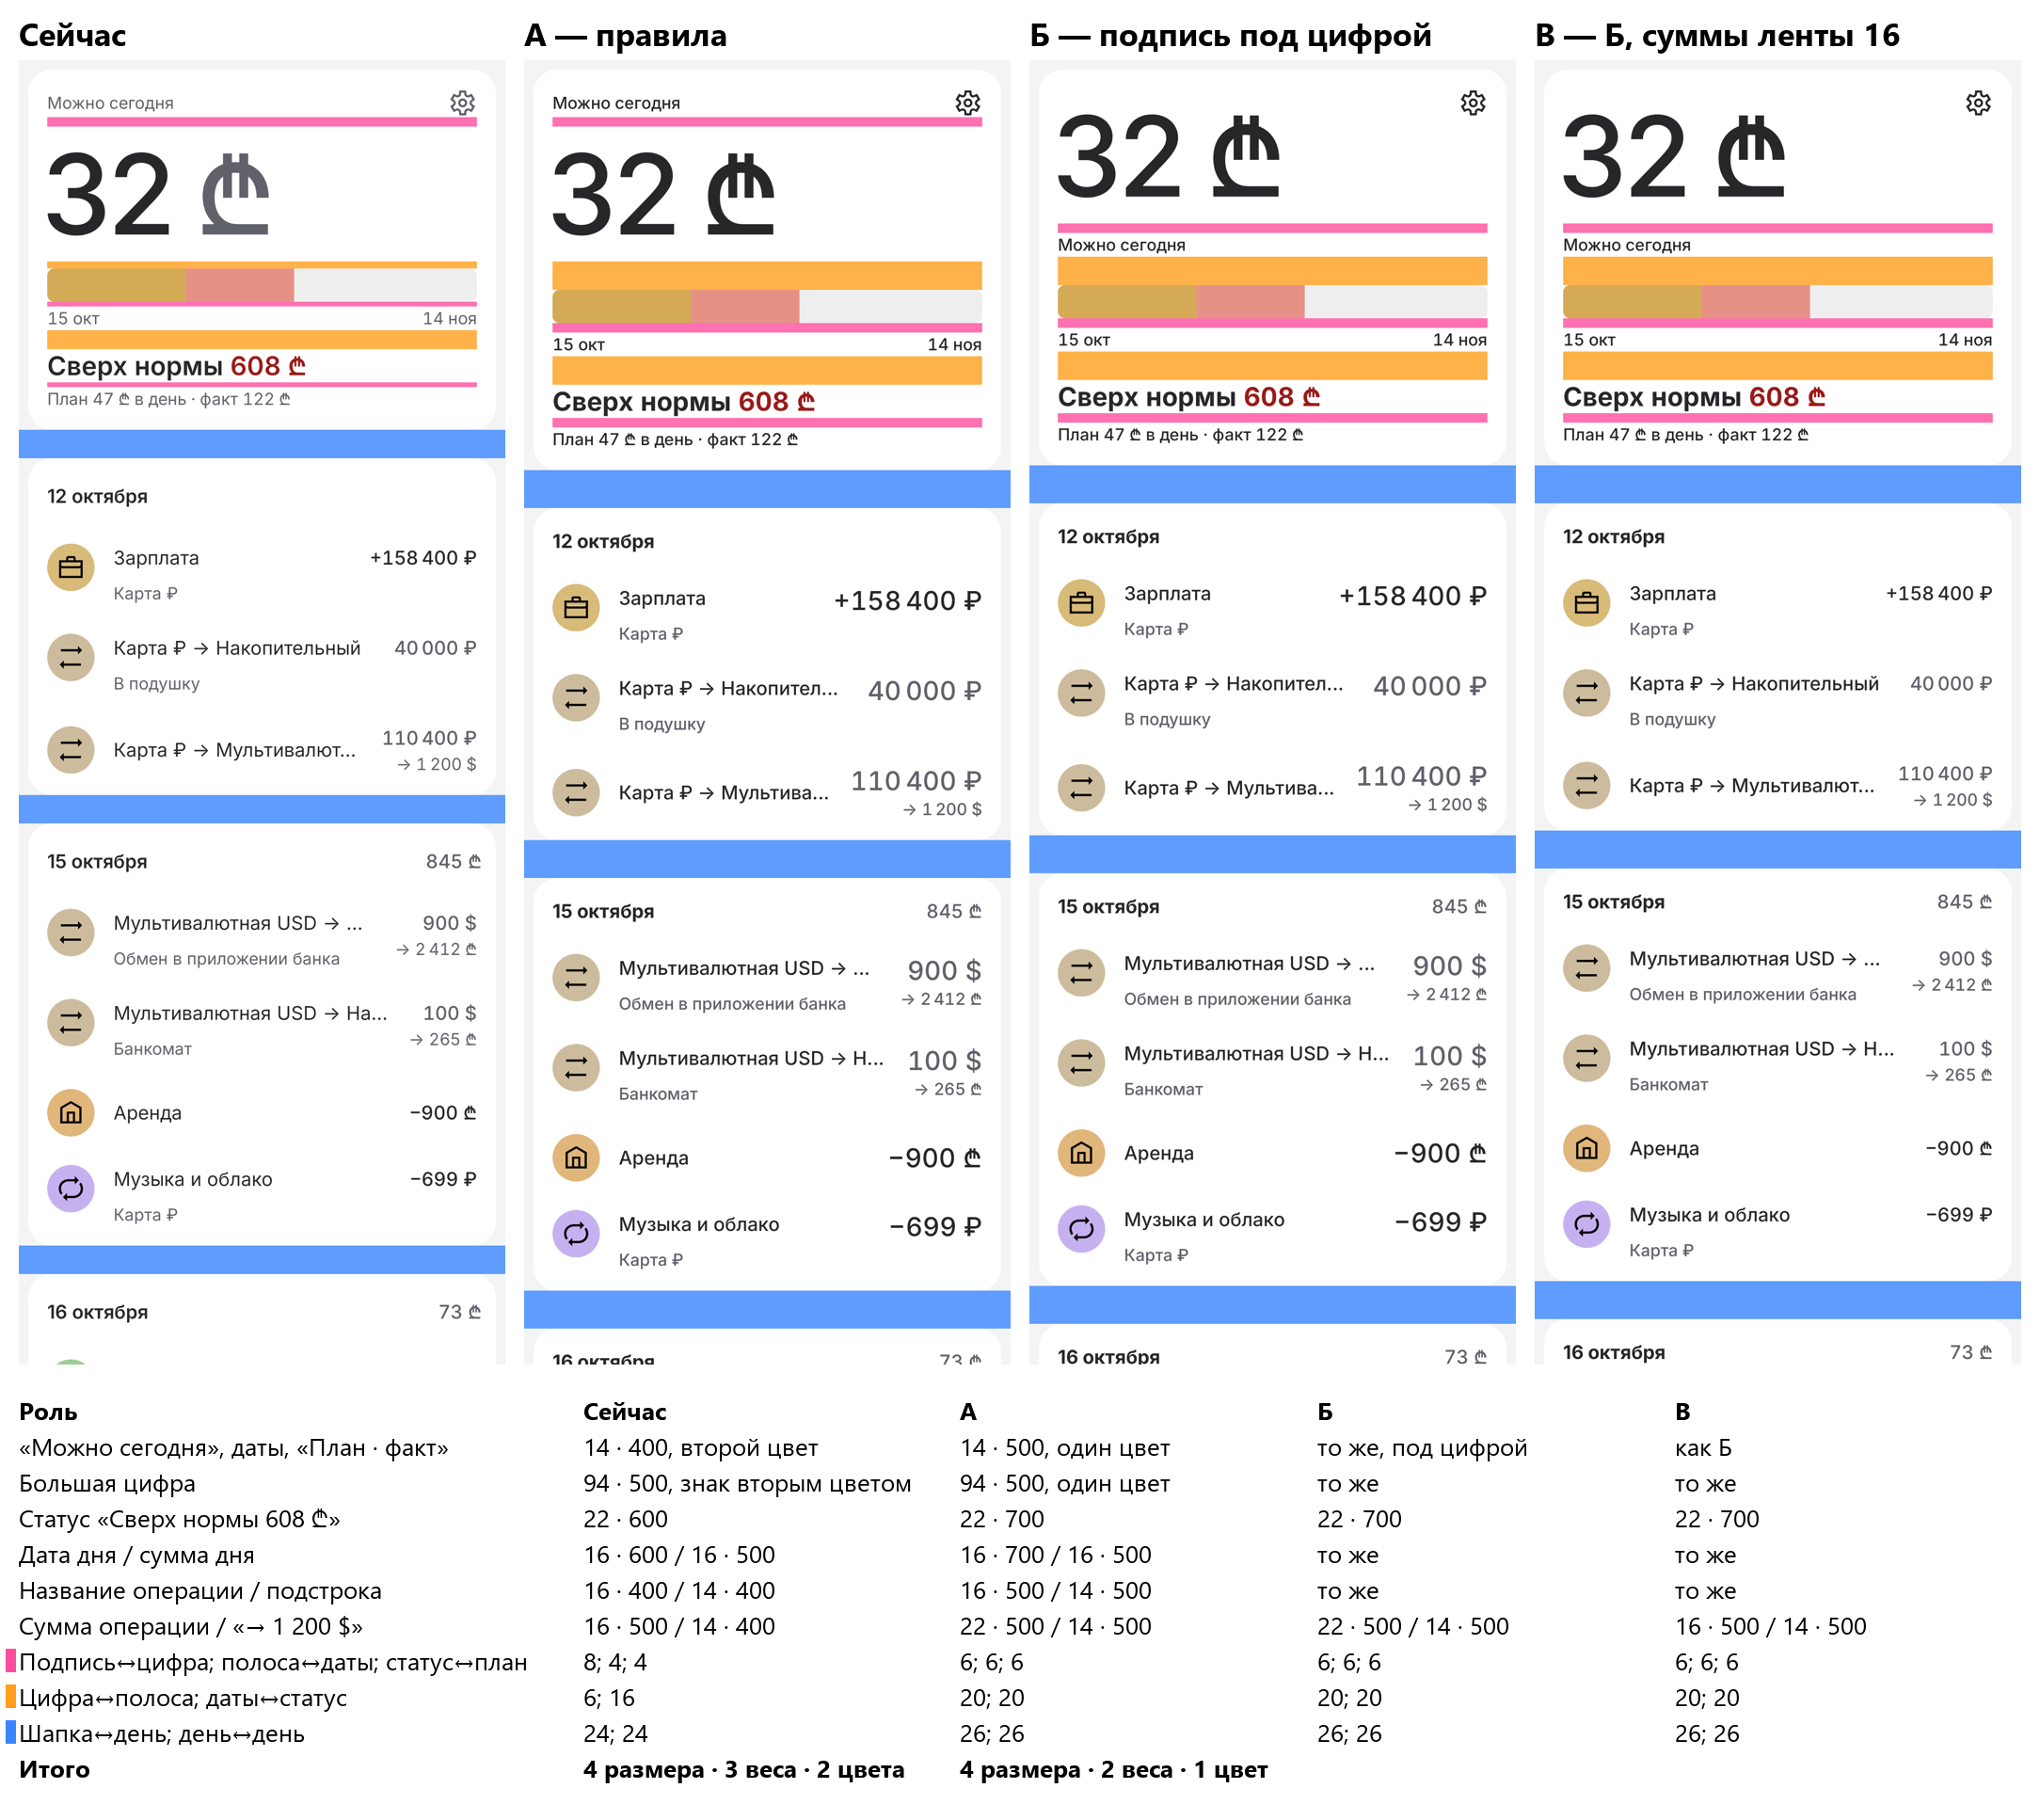 Сейчас
Можно сегодня
32 ₾
15 окт 14 ноя
Сверх нормы 608 ₾
План 47 ₾ в день · факт 122 ₾
12 октября
Зарплата +158 400 ₽
Карта ₽
Карта ₽ → Накопительный 40 000 ₽
В подушку
Карта ₽ → Мультивалют... 110 400 ₽
→ 1 200 $
15 октября 845 ₾
Мультивалютная USD → ... 900 $
→ 2 412 ₾
Обмен в приложении банка
Мультивалютная USD → На... 100 $
→ 265 ₾
Банкомат
Аренда −900 ₾
Музыка и облако −699 ₽
Карта ₽
16 октября 73 ₾
А — правила
Можно сегодня
32 ₾
15 окт 14 ноя
Сверх нормы 608 ₾
План 47 ₾ в день · факт 122 ₾
12 октября
Зарплата +158 400 ₽
Карта ₽
Карта ₽ → Накопител... 40 000 ₽
В подушку
Карта ₽ → Мультива... 110 400 ₽
→ 1 200 $
15 октября 845 ₾
Мультивалютная USD → ... 900 $
→ 2 412 ₾
Обмен в приложении банка
Мультивалютная USD → Н... 100 $
→ 265 ₾
Банкомат
Аренда −900 ₾
Музыка и облако −699 ₽
Карта ₽
16 октября 73 ₾
Б — подпись под цифрой
32 ₾
Можно сегодня
15 окт 14 ноя
Сверх нормы 608 ₾
План 47 ₾ в день · факт 122 ₾
12 октября
Зарплата +158 400 ₽
Карта ₽
Карта ₽ → Накопител... 40 000 ₽
В подушку
Карта ₽ → Мультива... 110 400 ₽
→ 1 200 $
15 октября 845 ₾
Мультивалютная USD → ... 900 $
→ 2 412 ₾
Обмен в приложении банка
Мультивалютная USD → Н... 100 $
→ 265 ₾
Банкомат
Аренда −900 ₾
Музыка и облако −699 ₽
Карта ₽
16 октября 73 ₾
В — Б, суммы ленты 16
32 ₾
Можно сегодня
15 окт 14 ноя
Сверх нормы 608 ₾
План 47 ₾ в день · факт 122 ₾
12 октября
Зарплата +158 400 ₽
Карта ₽
Карта ₽ → Накопительный 40 000 ₽
В подушку
Карта ₽ → Мультивалют... 110 400 ₽
→ 1 200 $
15 октября 845 ₾
Мультивалютная USD → ... 900 $
→ 2 412 ₾
Обмен в приложении банка
Мультивалютная USD → Н... 100 $
→ 265 ₾
Банкомат
Аренда −900 ₾
Музыка и облако −699 ₽
Карта ₽
16 октября 73 ₾
Роль Сейчас А Б В
«Можно сегодня», даты, «План · факт» 14 · 400, второй цвет 14 · 500, один цвет то же, под цифрой как Б
Большая цифра 94 · 500, знак вторым цветом 94 · 500, один цвет то же то же
Статус «Сверх нормы 608 ₾» 22 · 600 22 · 700 22 · 700 22 · 700
Дата дня / сумма дня 16 · 600 / 16 · 500 16 · 700 / 16 · 500 то же то же
Название операции / подстрока 16 · 400 / 14 · 400 16 · 500 / 14 · 500 то же то же
Сумма операции / «→ 1 200 $» 16 · 500 / 14 · 400 22 · 500 / 14 · 500 22 · 500 / 14 · 500 16 · 500 / 14 · 500
Подпись↔цифра; полоса↔даты; статус↔план 8; 4; 4 6; 6; 6 6; 6; 6 6; 6; 6
Цифра↔полоса; даты↔статус 6; 16 20; 20 20; 20 20; 20
Шапка↔день; день↔день 24; 24 26; 26 26; 26 26; 26
Итого 4 размера · 3 веса · 2 цвета 4 размера · 2 веса · 1 цвет